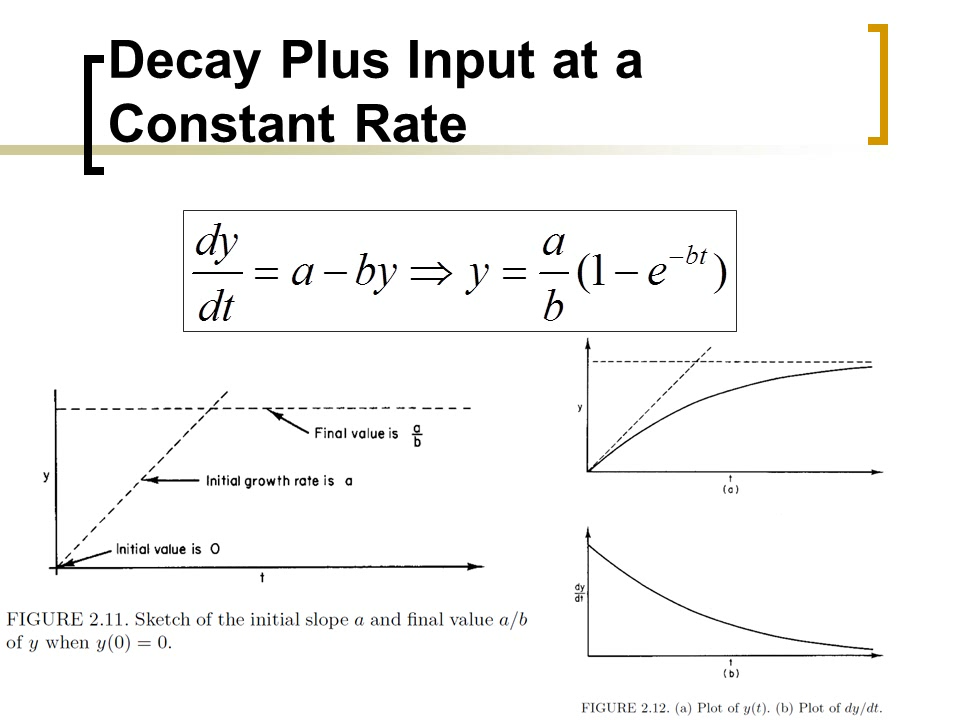 Decay Plus Input at a
Constant Rate
dy/dt = a − by ⇒ y = a/b (1 − e^−bt)
y
Final value is a/b
Initial growth rate is a
Initial value is 0
t
FIGURE 2.11. Sketch of the initial slope a and final value a/b
of y when y(0) = 0.
y
t
(a)
dy/dt
t
(b)
FIGURE 2.12. (a) Plot of y(t). (b) Plot of dy/dt.